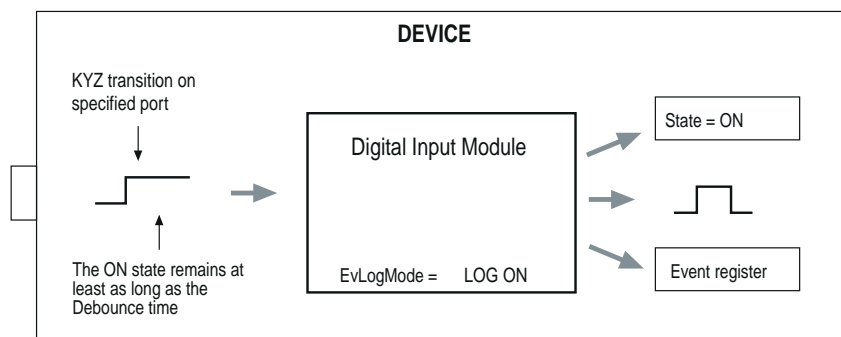 DEVICE
KYZ transition on
specified port
The ON state remains at
least as long as the
Debounce time
Digital Input Module
EvLogMode = LOG ON
State = ON
Event register